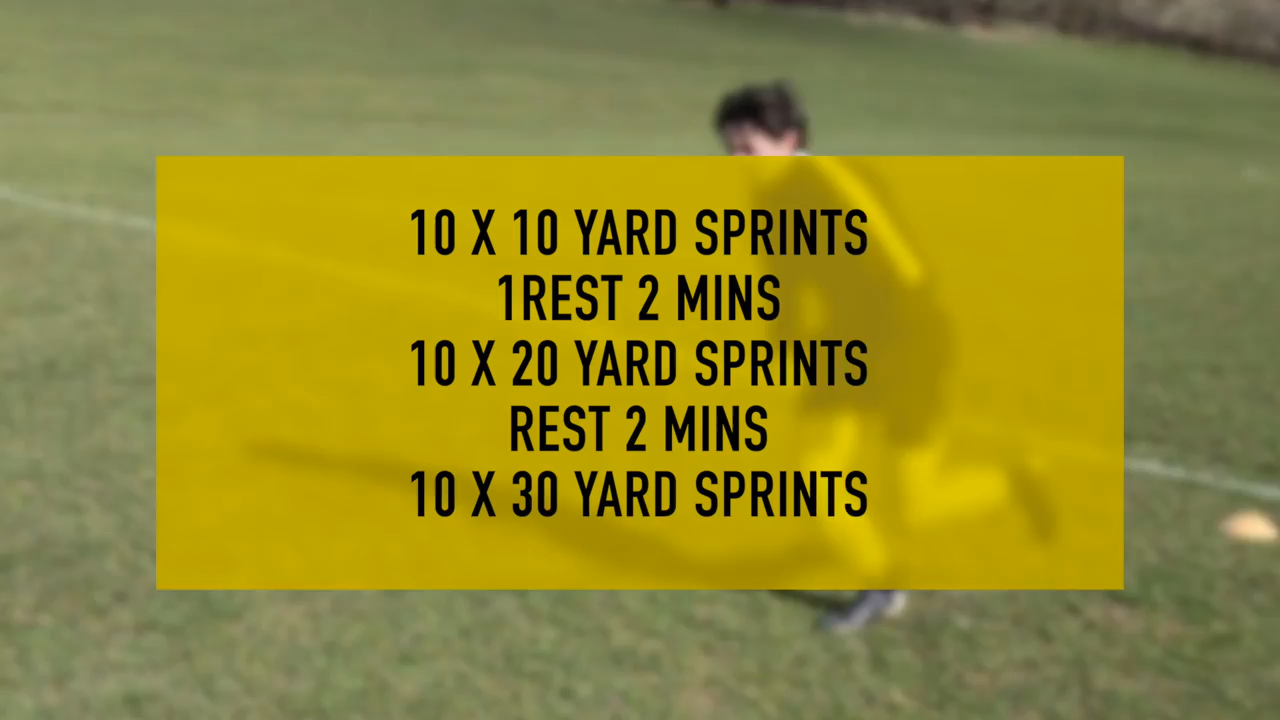 10 X 10 YARD SPRINTS
1REST 2 MINS
10 X 20 YARD SPRINTS
REST 2 MINS
10 X 30 YARD SPRINTS